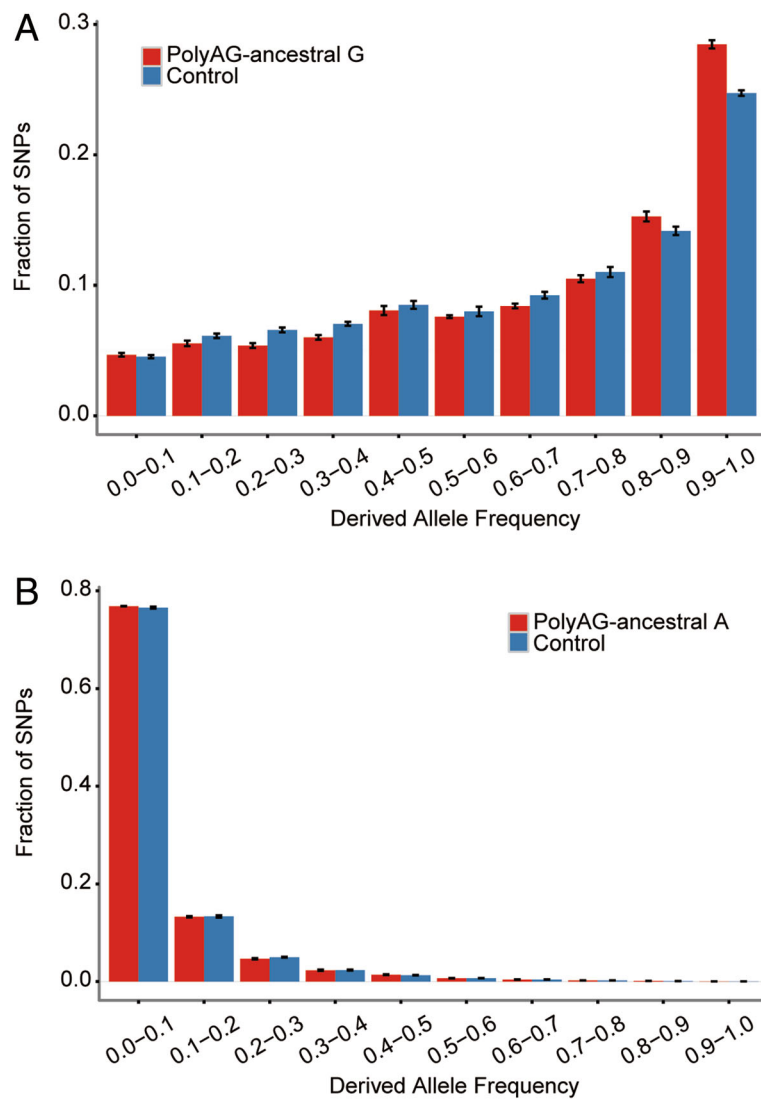 A
0.3
PolyAG-ancestral G
Control
0.2
0.1
0.0
Fraction of SNPs
0.0–0.1
0.1–0.2
0.2–0.3
0.3–0.4
0.4–0.5
0.5–0.6
0.6–0.7
0.7–0.8
0.8–0.9
0.9–1.0
Derived Allele Frequency
B
0.8
PolyAG-ancestral A
Control
0.6
0.4
0.2
0.0
Fraction of SNPs
0.0–0.1
0.1–0.2
0.2–0.3
0.3–0.4
0.4–0.5
0.5–0.6
0.6–0.7
0.7–0.8
0.8–0.9
0.9–1.0
Derived Allele Frequency